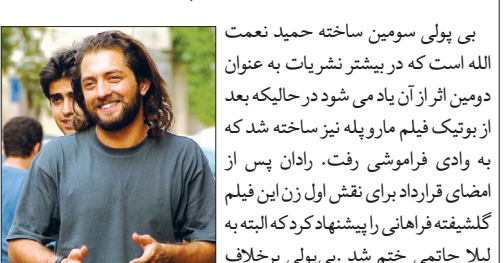 بی پولی سومین ساخته حمید نعمت
الله است که در بیشتر نشریات به عنوان
دومین اثر از آن یاد می شود در حالیکه بعد
از بوتیک فیلم مار و پله نیز ساخته شد که
به وادی فراموشی رفت. رادان پس از
امضای قرارداد برای نقش اول زن این فیلم
گلشیفته فراهانی را پیشنهاد کرد که البته به
لیلا حاتمی ختم شد .بی‌پولی برخلاف